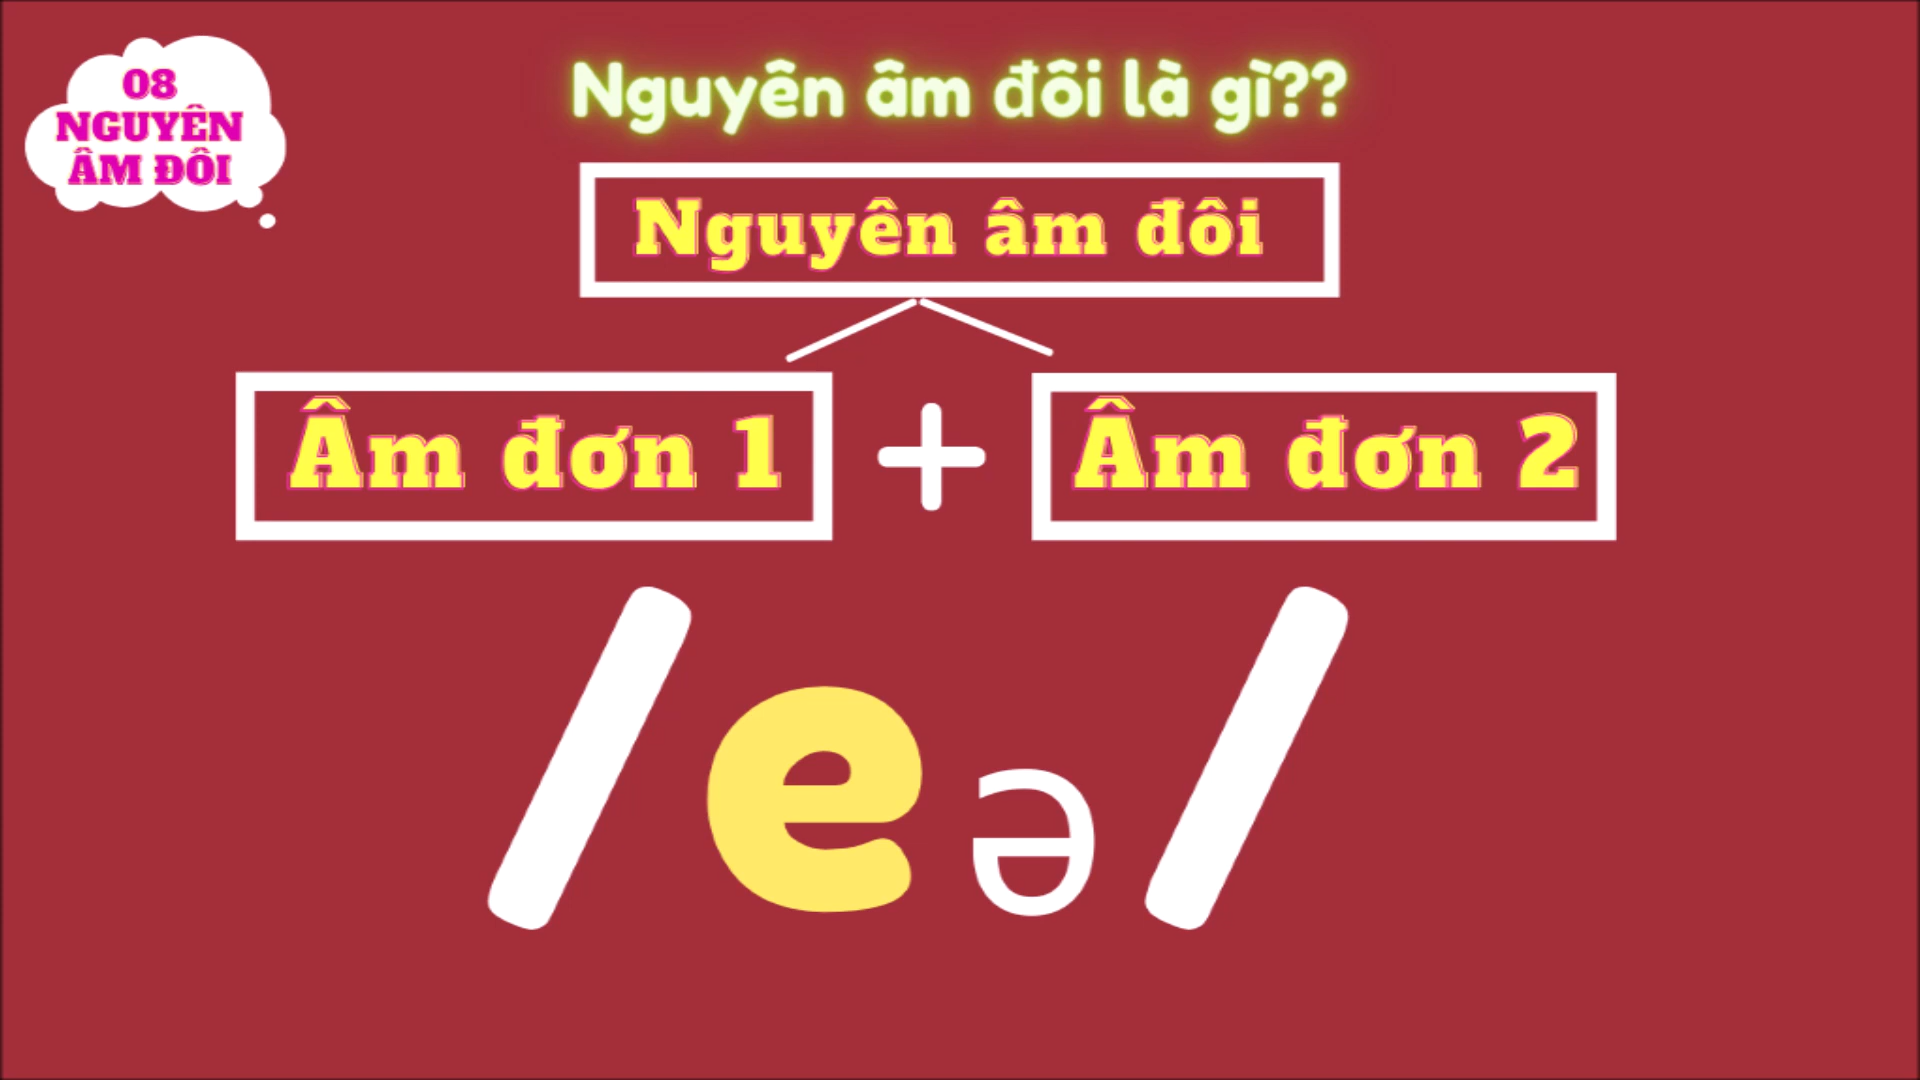 08
NGUYÊN
ÂM ĐÔI
Nguyên âm đôi là gì??
Nguyên âm đôi
Âm đơn 1 + Âm đơn 2
/eə/